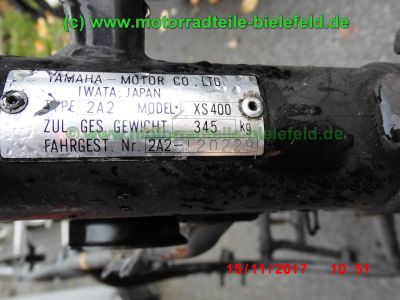 www.motorradteile-bielefeld.de
YAMAHA - MOTOR CO., LTD
IWATA, JAPAN
TYPE 2A2 MODEL XS400
ZUL. GES. GEWICHT 345 kg
FAHRGEST. Nr. 2A2-120229
www.motorradteile-bielefeld.de
15/11/2017 10:51